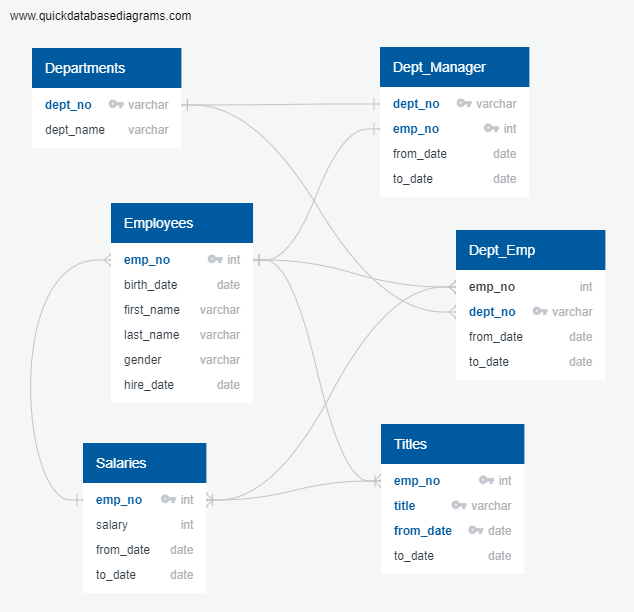 www.quickdatabasediagrams.com
Departments
dept_no varchar
dept_name varchar
Dept_Manager
dept_no varchar
emp_no int
from_date date
to_date date
Employees
emp_no int
birth_date date
first_name varchar
last_name varchar
gender varchar
hire_date date
Dept_Emp
emp_no int
dept_no varchar
from_date date
to_date date
Salaries
emp_no int
salary int
from_date date
to_date date
Titles
emp_no int
title varchar
from_date date
to_date date